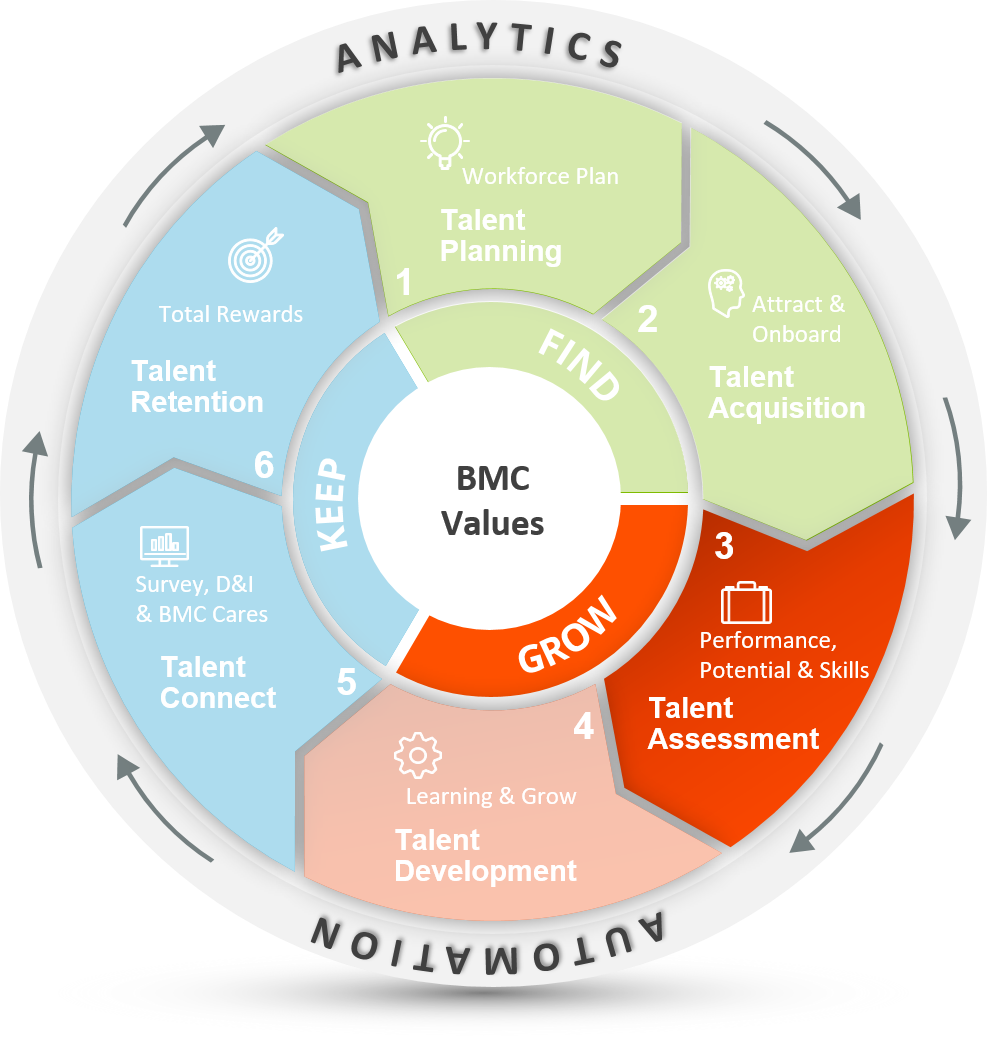 ANALYTICS
Workforce Plan
Talent
Planning
1
2
Attract &
Onboard
Talent
Acquisition
3
Performance,
Potential & Skills
Talent
Assessment
4
Learning & Grow
Talent
Development
5
Survey, D&I
& BMC Cares
Talent
Connect
6
Total Rewards
Talent
Retention
FIND
GROW
KEEP
BMC
Values
AUTOMATION